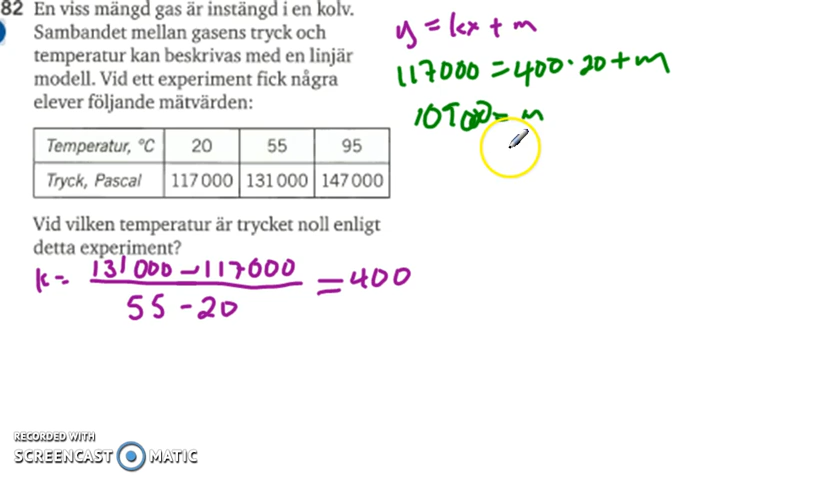 82 En viss mängd gas är instängd i en kolv.
Sambandet mellan gasens tryck och
temperatur kan beskrivas med en linjär
modell. Vid ett experiment fick några
elever följande mätvärden:
Temperatur, °C 20 55 95
Tryck, Pascal 117 000 131 000 147 000
Vid vilken temperatur är trycket noll enligt
detta experiment?
k = 131 000 - 117 000
55 - 20
= 400
y = kx + m
117 000 = 400 · 20 + m
= m
RECORDED WITH
SCREENCAST MATIC